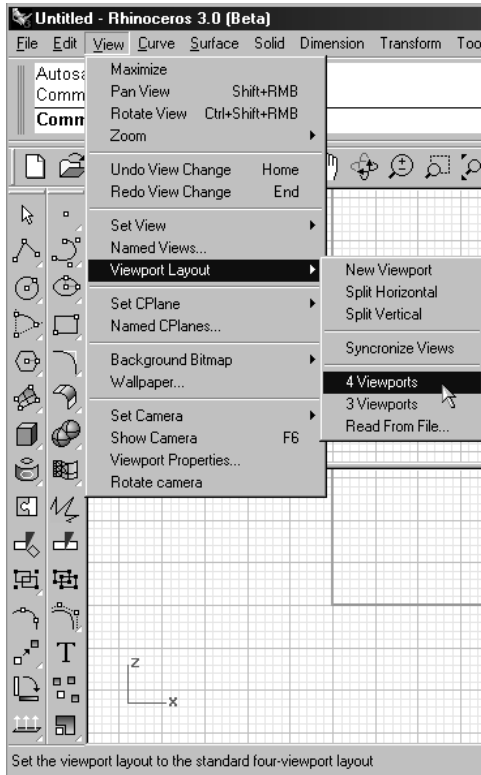 Untitled - Rhinoceros 3.0 (Beta)
File Edit View Curve Surface Solid Dimension Transform Too
Autosa
Comm
Comm
Maximize
Pan View Shift+RMB
Rotate View Ctrl+Shift+RMB
Zoom
Undo View Change Home
Redo View Change End
Set View
Named Views...
Viewport Layout
Set CPlane
Named CPlanes...
Background Bitmap
Wallpaper...
Set Camera
Show Camera F6
Viewport Properties...
Rotate camera
New Viewport
Split Horizontal
Split Vertical
Syncronize Views
4 Viewports
3 Viewports
Read From File...
T
z
x
Set the viewport layout to the standard four-viewport layout